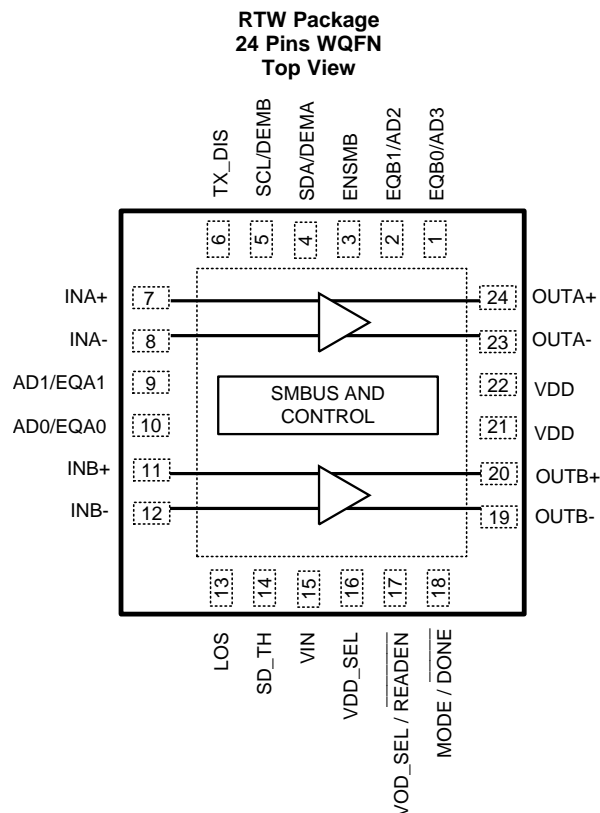 RTW Package
24 Pins WQFN
Top View
TX_DIS
SCL/DEMB
SDA/DEMA
ENSMB
EQB1/AD2
EQB0/AD3
6
5
4
3
2
1
INA+
7
24
OUTA+
INA-
8
23
OUTA-
AD1/EQA1
9
22
VDD
SMBUS AND
CONTROL
AD0/EQA0
10
21
VDD
INB+
11
20
OUTB+
INB-
12
19
OUTB-
13
14
15
16
17
18
LOS
SD_TH
VIN
VDD_SEL
VOD_SEL / READEN
MODE / DONE